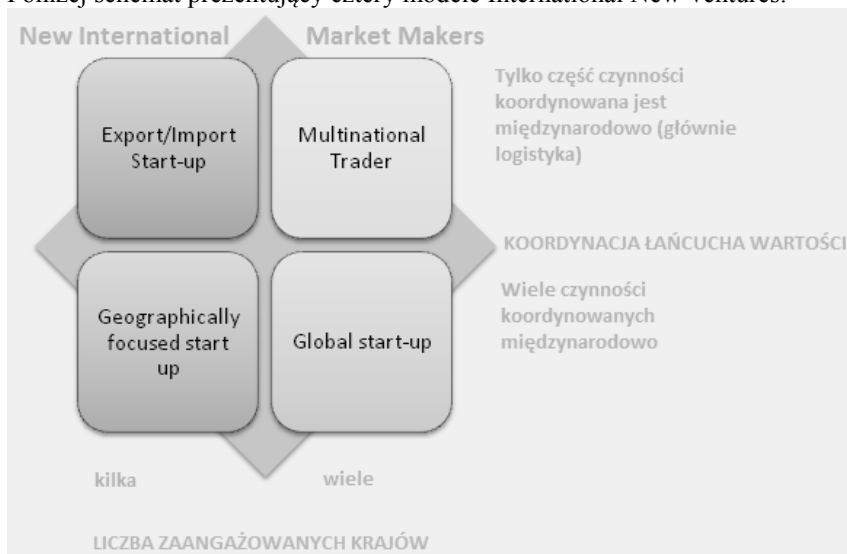 Poniżej schemat prezentujący cztery modele International New Ventures:
New International Market Makers
Export/Import
Start-up
Multinational
Trader
Tylko część czynności
koordynowana jest
międzynarodowo (głównie
logistyka)
KOORDYNACJA ŁAŃCUCHA WARTOŚCI
Geographically
focused start
up
Global start-up
Wiele czynności
koordynowanych
międzynarodowo
kilka
wiele
LICZBA ZAANGAŻOWANYCH KRAJÓW